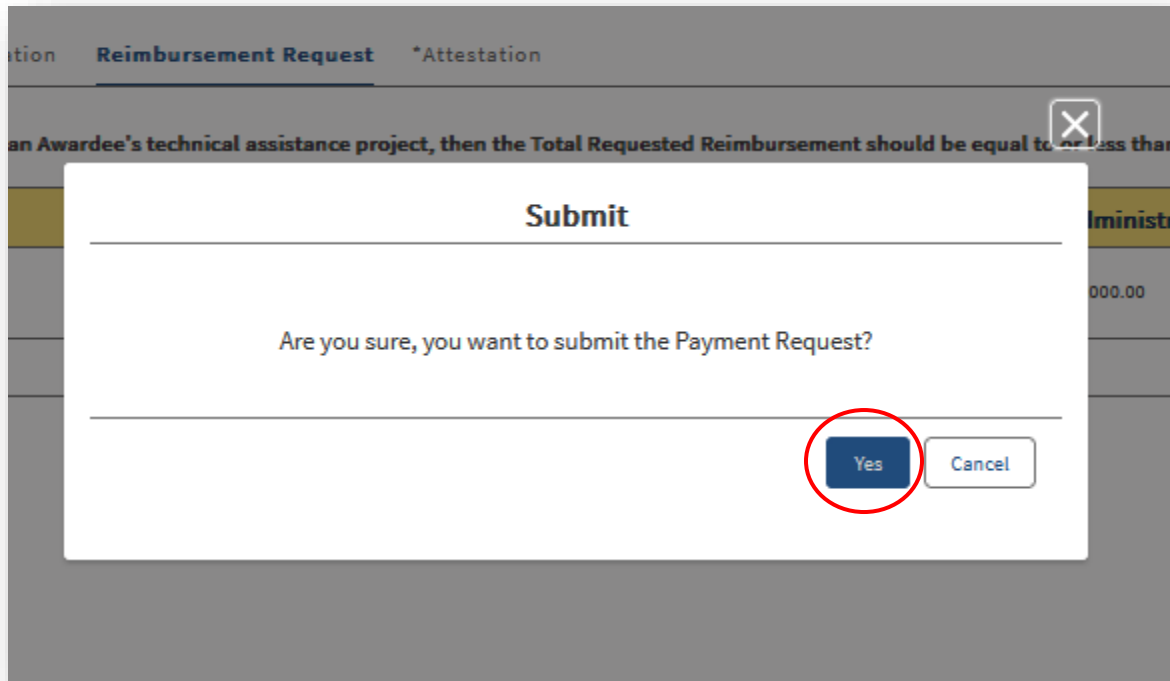 Reimbursement Request *Attestation
an Awardee's technical assistance project, then the Total Requested Reimbursement should be equal to or less than
Submit
000.00
Are you sure, you want to submit the Payment Request?
Yes Cancel